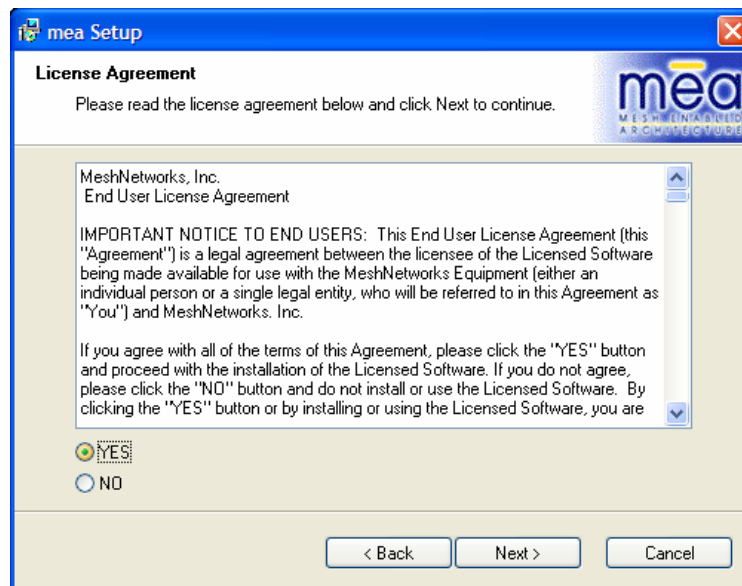 mea Setup
License Agreement
Please read the license agreement below and click Next to continue.
mea
MESH ENABLED
ARCHITECTURE
MeshNetworks, Inc.
End User License Agreement
IMPORTANT NOTICE TO END USERS:  This End User License Agreement (this
"Agreement") is a legal agreement between the licensee of the Licensed Software
being made available for use with the MeshNetworks Equipment (either an
individual person or a single legal entity, who will be referred to in this Agreement as
"You") and MeshNetworks. Inc.
If you agree with all of the terms of this Agreement, please click the "YES" button
and proceed with the installation of the Licensed Software. If you do not agree,
please click the "NO" button and do not install or use the Licensed Software.  By
clicking the "YES" button or by installing or using the Licensed Software, you are
YES
NO
< Back
Next >
Cancel